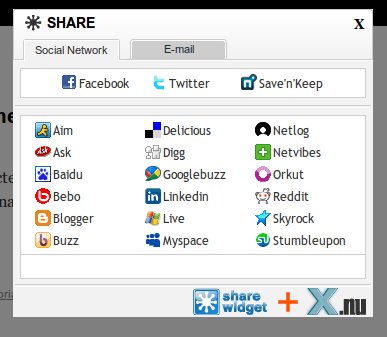 SHARE X
Social Network E-mail
Facebook Twitter Save'n'Keep
Aim Delicious Netlog
Ask Digg Netvibes
Baidu Googlebuzz Orkut
Bebo Linkedin Reddit
Blogger Live Skyrock
Buzz Myspace Stumbleupon
share
widget + X.nu